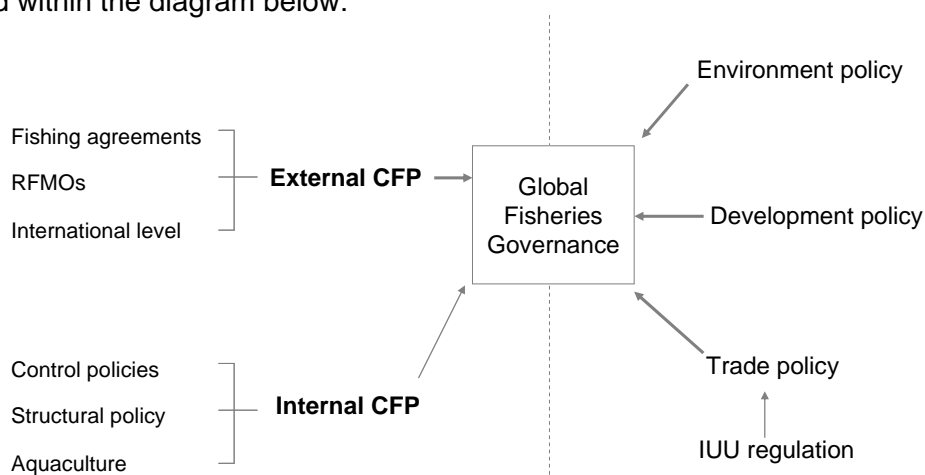 d within the diagram below.
Environment policy
Fishing agreements
RFMOs
International level
External CFP
Global
Fisheries
Governance
Development policy
Control policies
Structural policy
Aquaculture
Internal CFP
Trade policy
IUU regulation